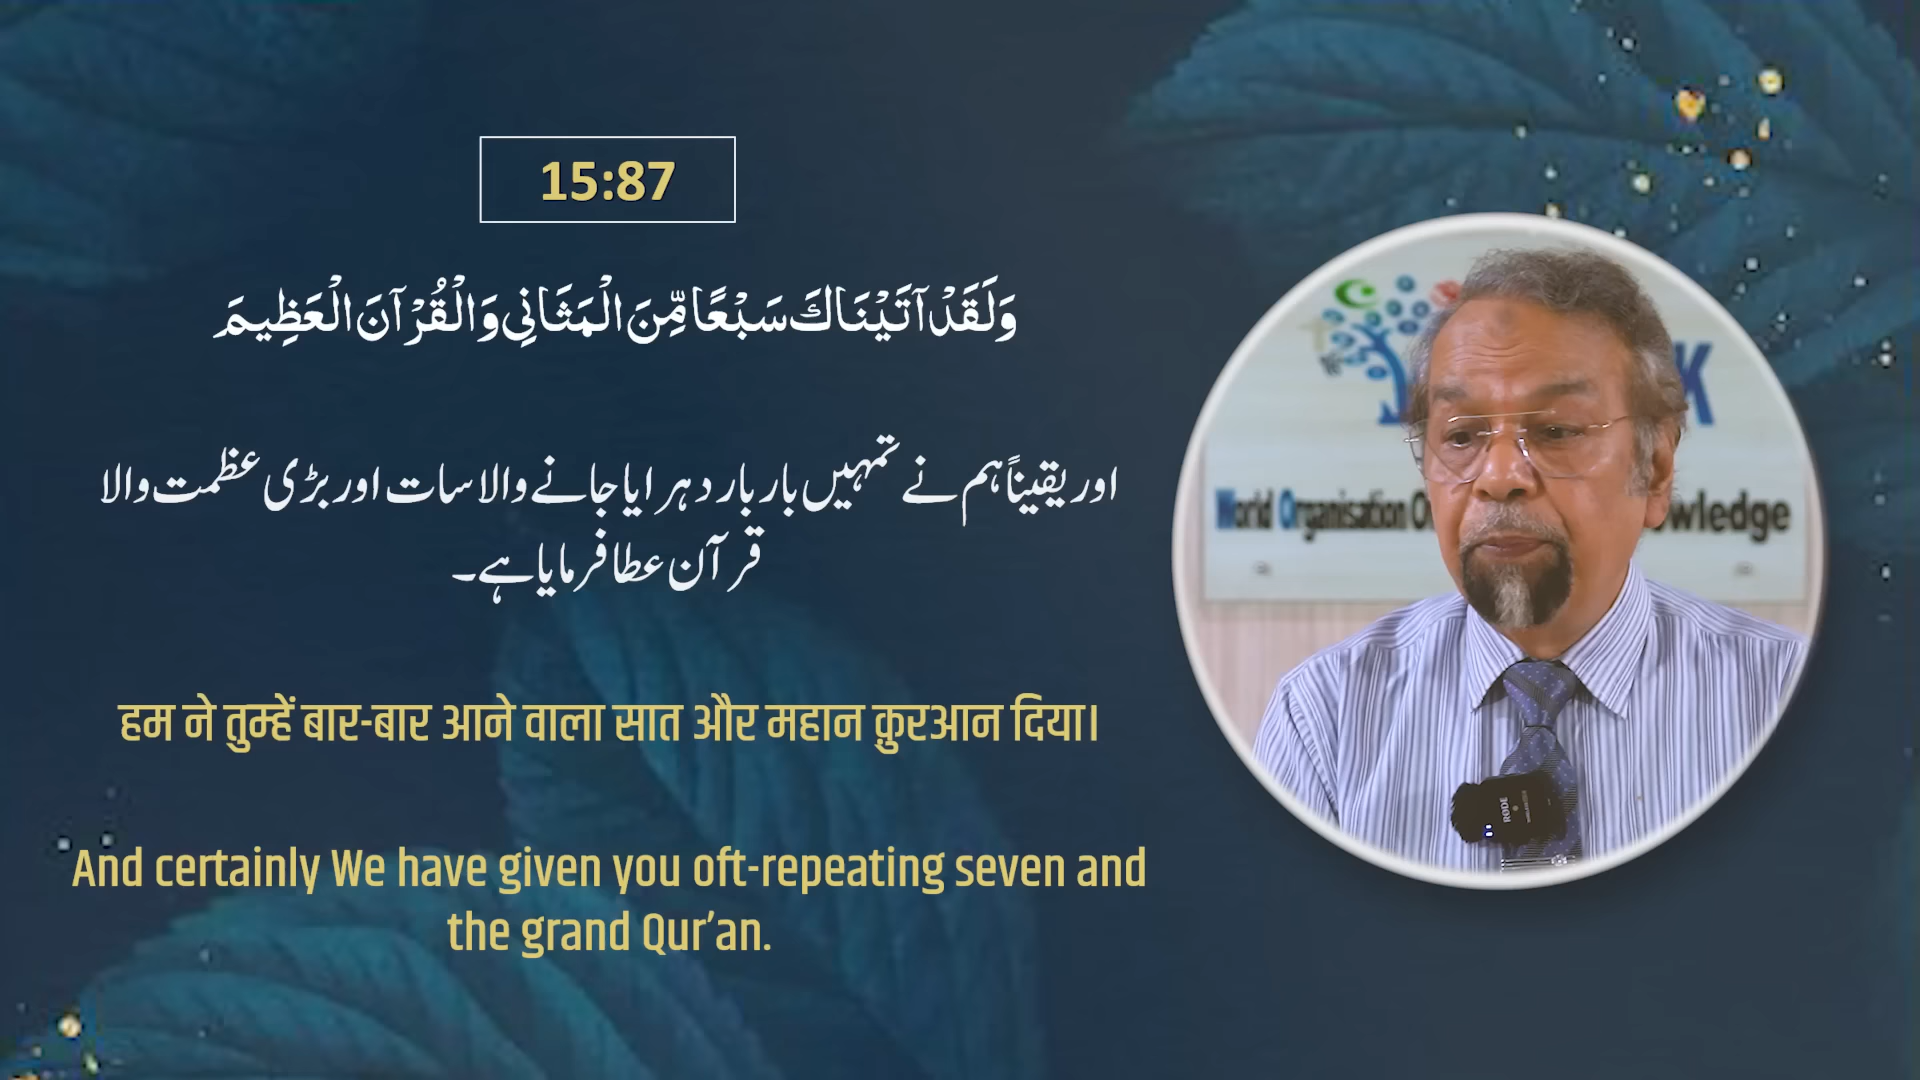 15:87
وَلَقَدْ آتَيْنَاكَ سَبْعًا مِّنَ الْمَثَانِي وَالْقُرْآنَ الْعَظِيمَ
اور یقیناً ہم نے تمہیں بار بار دہرایا جانے والا سات اور بڑی عظمت والا
قرآن عطا فرمایا ہے۔
हम ने तुम्हें बार-बार आने वाला सात और महान क़ुरआन दिया।
And certainly We have given you oft-repeating seven and
the grand Qur’an.
K
World Organisation O wledge
RØDE